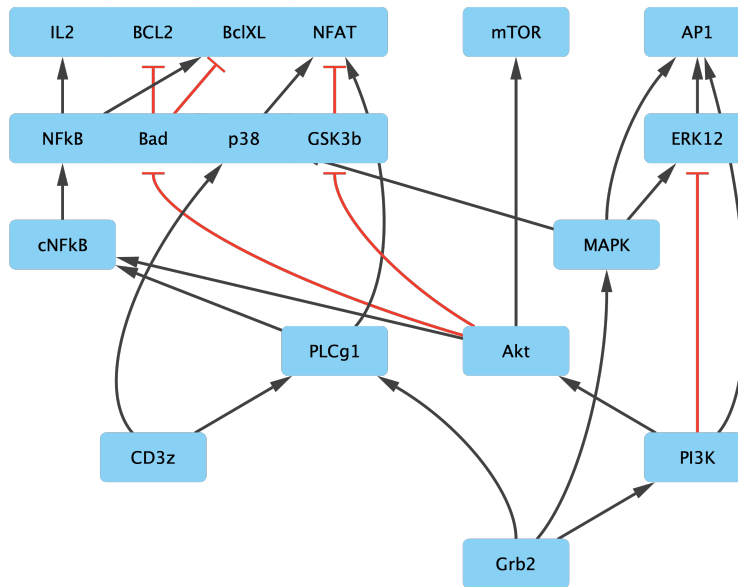 IL2 BCL2 BclXL NFAT mTOR AP1
NFkB Bad p38 GSK3b ERK12
cNFkB MAPK
PLCg1 Akt
CD3z PI3K
Grb2